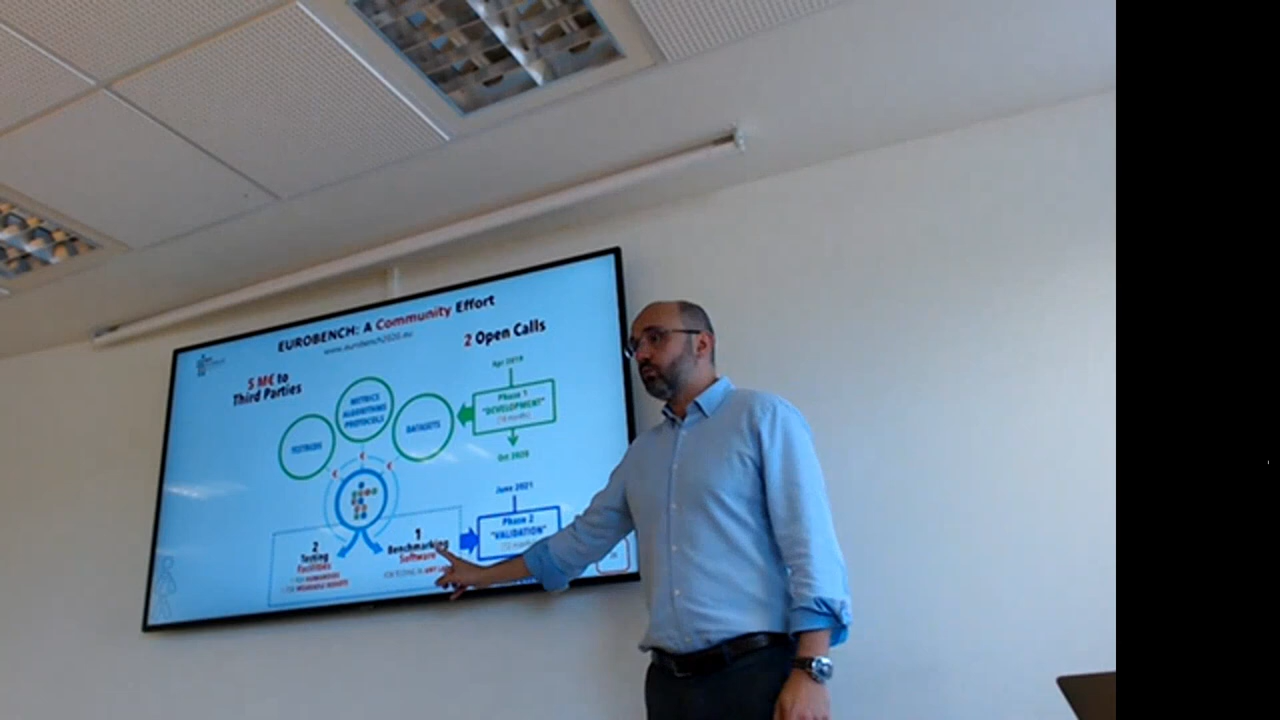 EUROBENCH: A Community Effort
www.eurobench2020.eu
5 M€ to
Third Parties
2 Open Calls
TESTBEDS
METRICS
ALGORITHMS
PROTOCOLS
DATASETS
Apr 2019
Phase 1
"DEVELOPMENT"
Oct 2020
€
€
€
June 2021
Phase 2
"VALIDATION"
2
Testing
Facilities
1
Benchmarking
Software